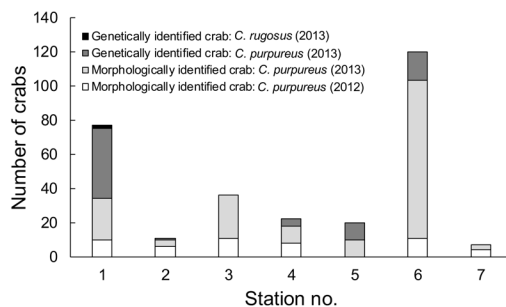 Genetically identified crab: C. rugosus (2013)
Genetically identified crab: C. purpureus (2013)
Morphologically identified crab: C. purpureus (2013)
Morphologically identified crab: C. purpureus (2012)
Number of crabs
140
120
100
80
60
40
20
0
1 2 3 4 5 6 7
Station no.